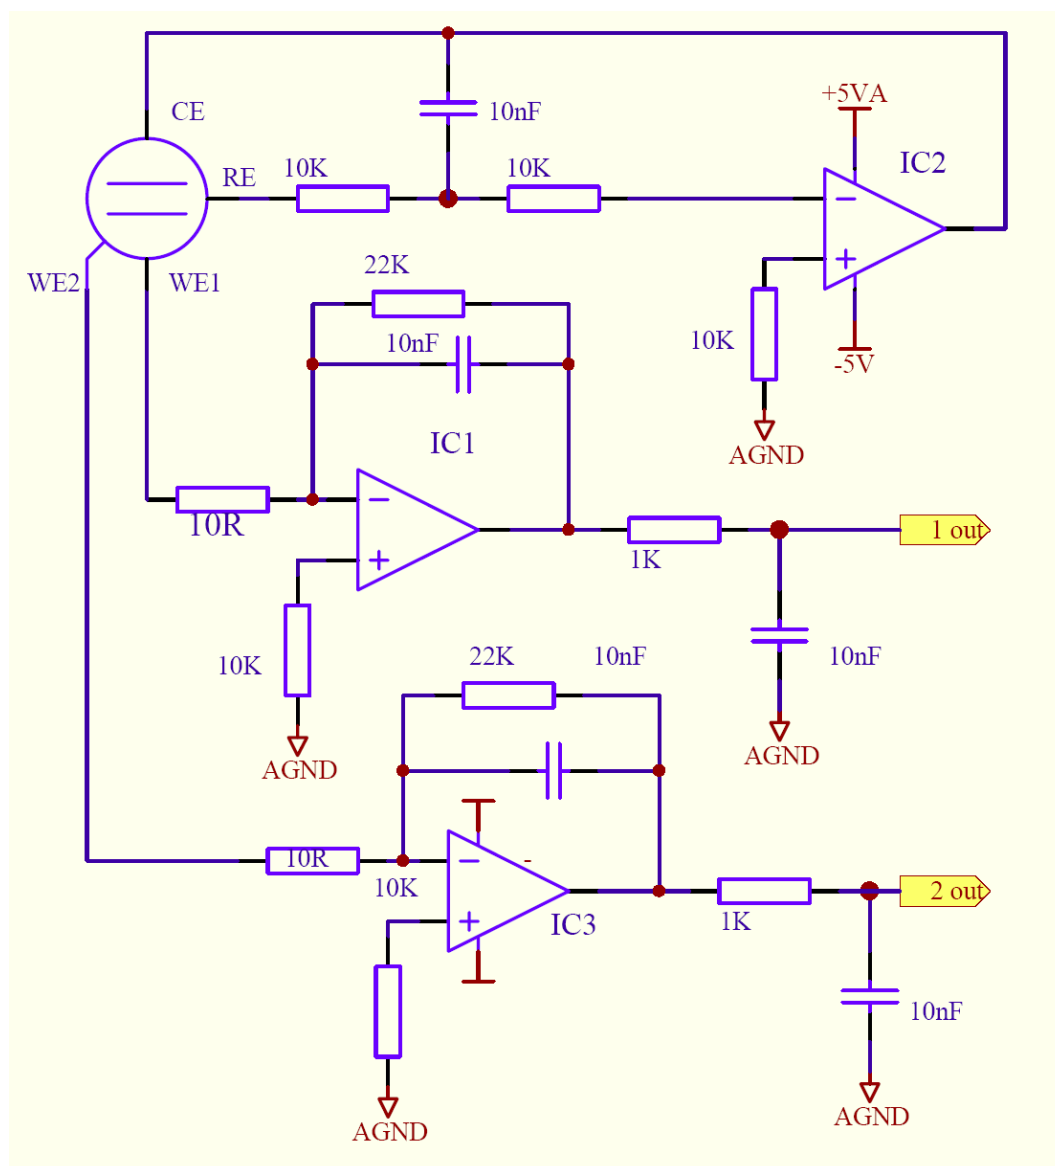 +5VA
CE
10nF
IC2
10K
10K
RE
−
22K
+
WE2
WE1
10nF
10K
-5V
IC1
AGND
−
10R
1 out
1K
+
22K
10nF
10nF
10K
AGND
AGND
10R
−
-
10K
2 out
+
IC3
1K
10nF
AGND
AGND